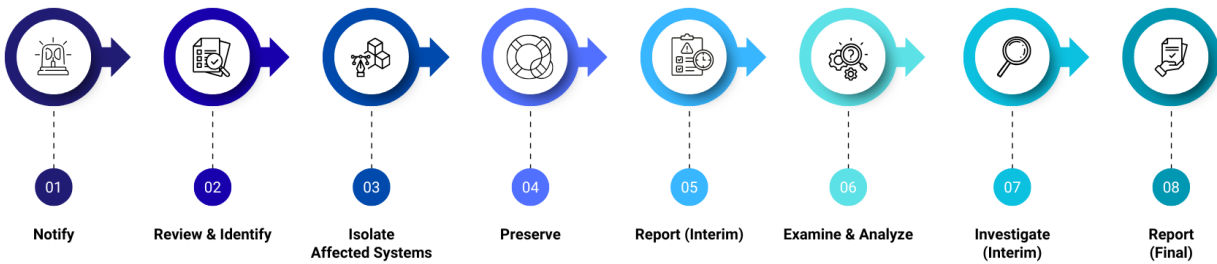 01
02
03
04
05
06
07
08
Notify
Review & Identify
Isolate
Affected Systems
Preserve
Report (Interim)
Examine & Analyze
Investigate
(Interim)
Report
(Final)